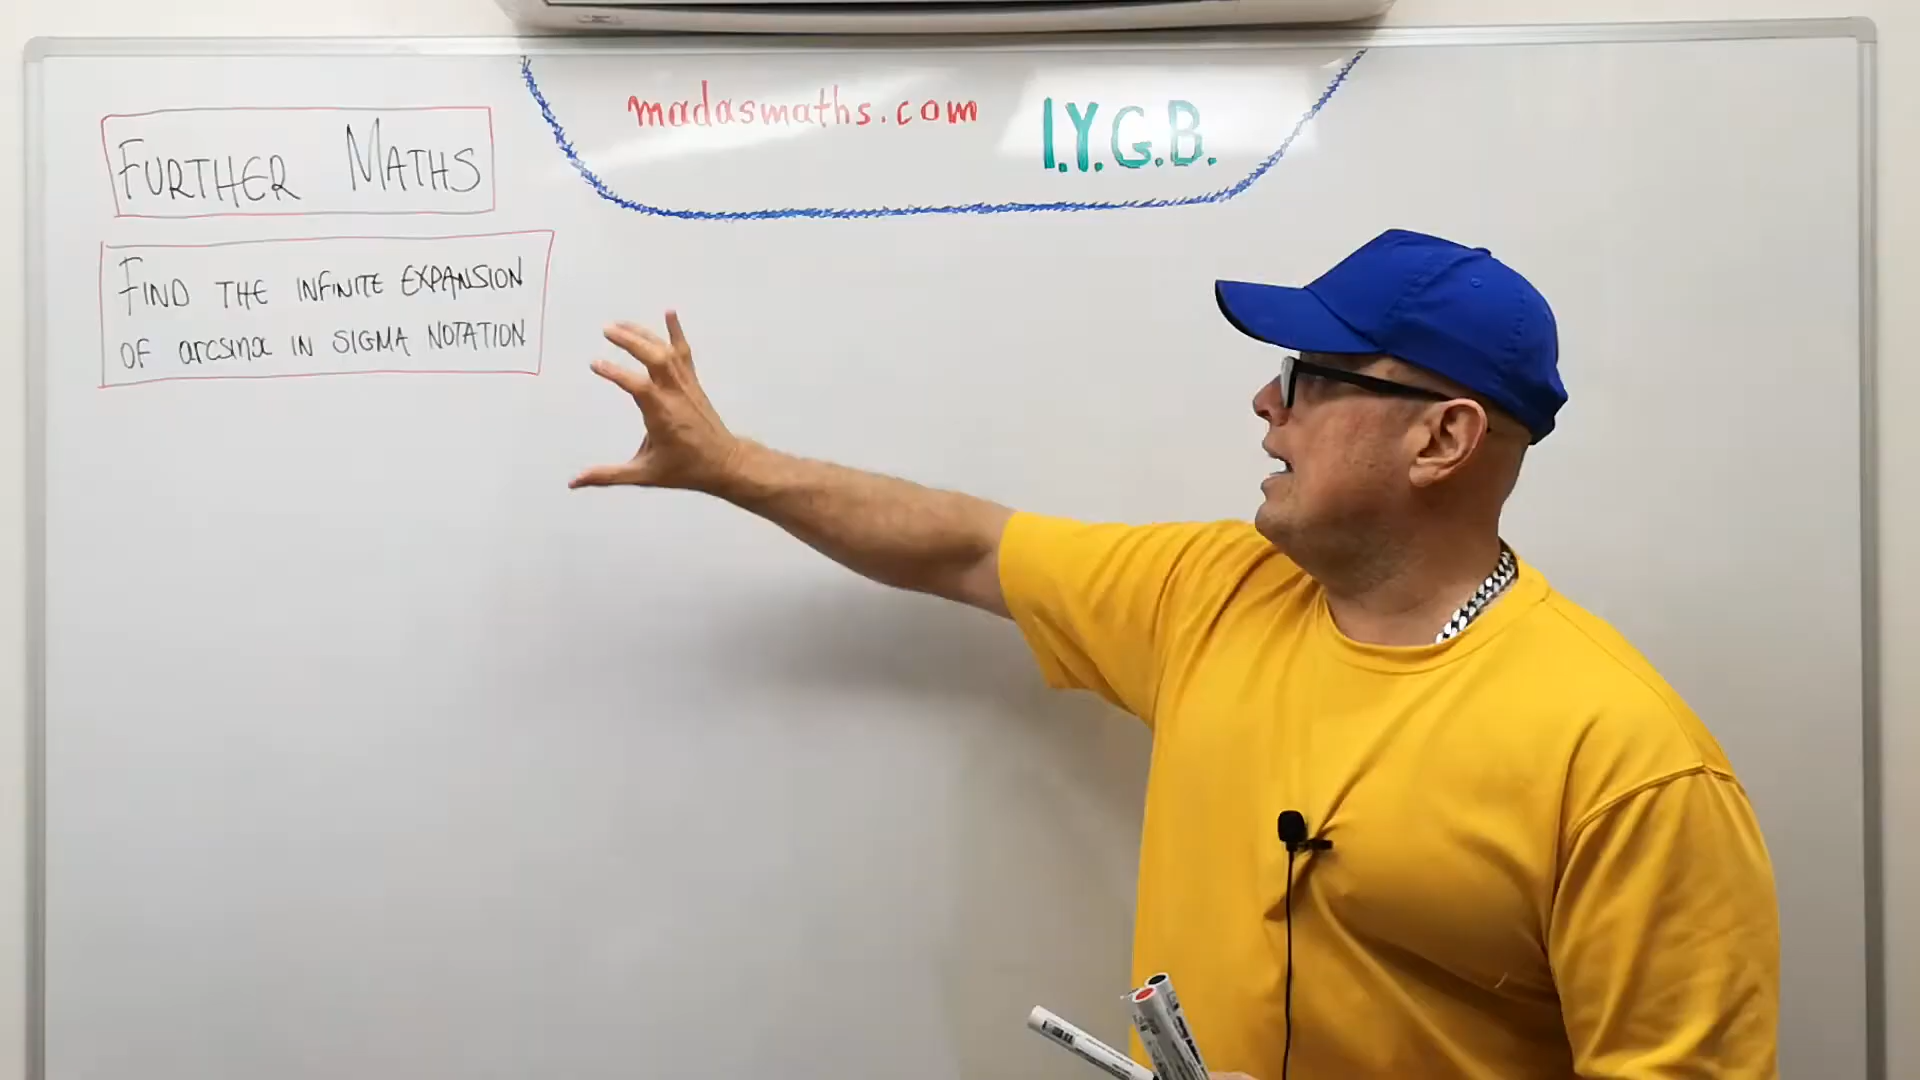 madasmaths.com I.Y.G.B.
FURTHER MATHS
FIND THE INFINITE EXPANSION
OF arcsinx IN SIGMA NOTATION